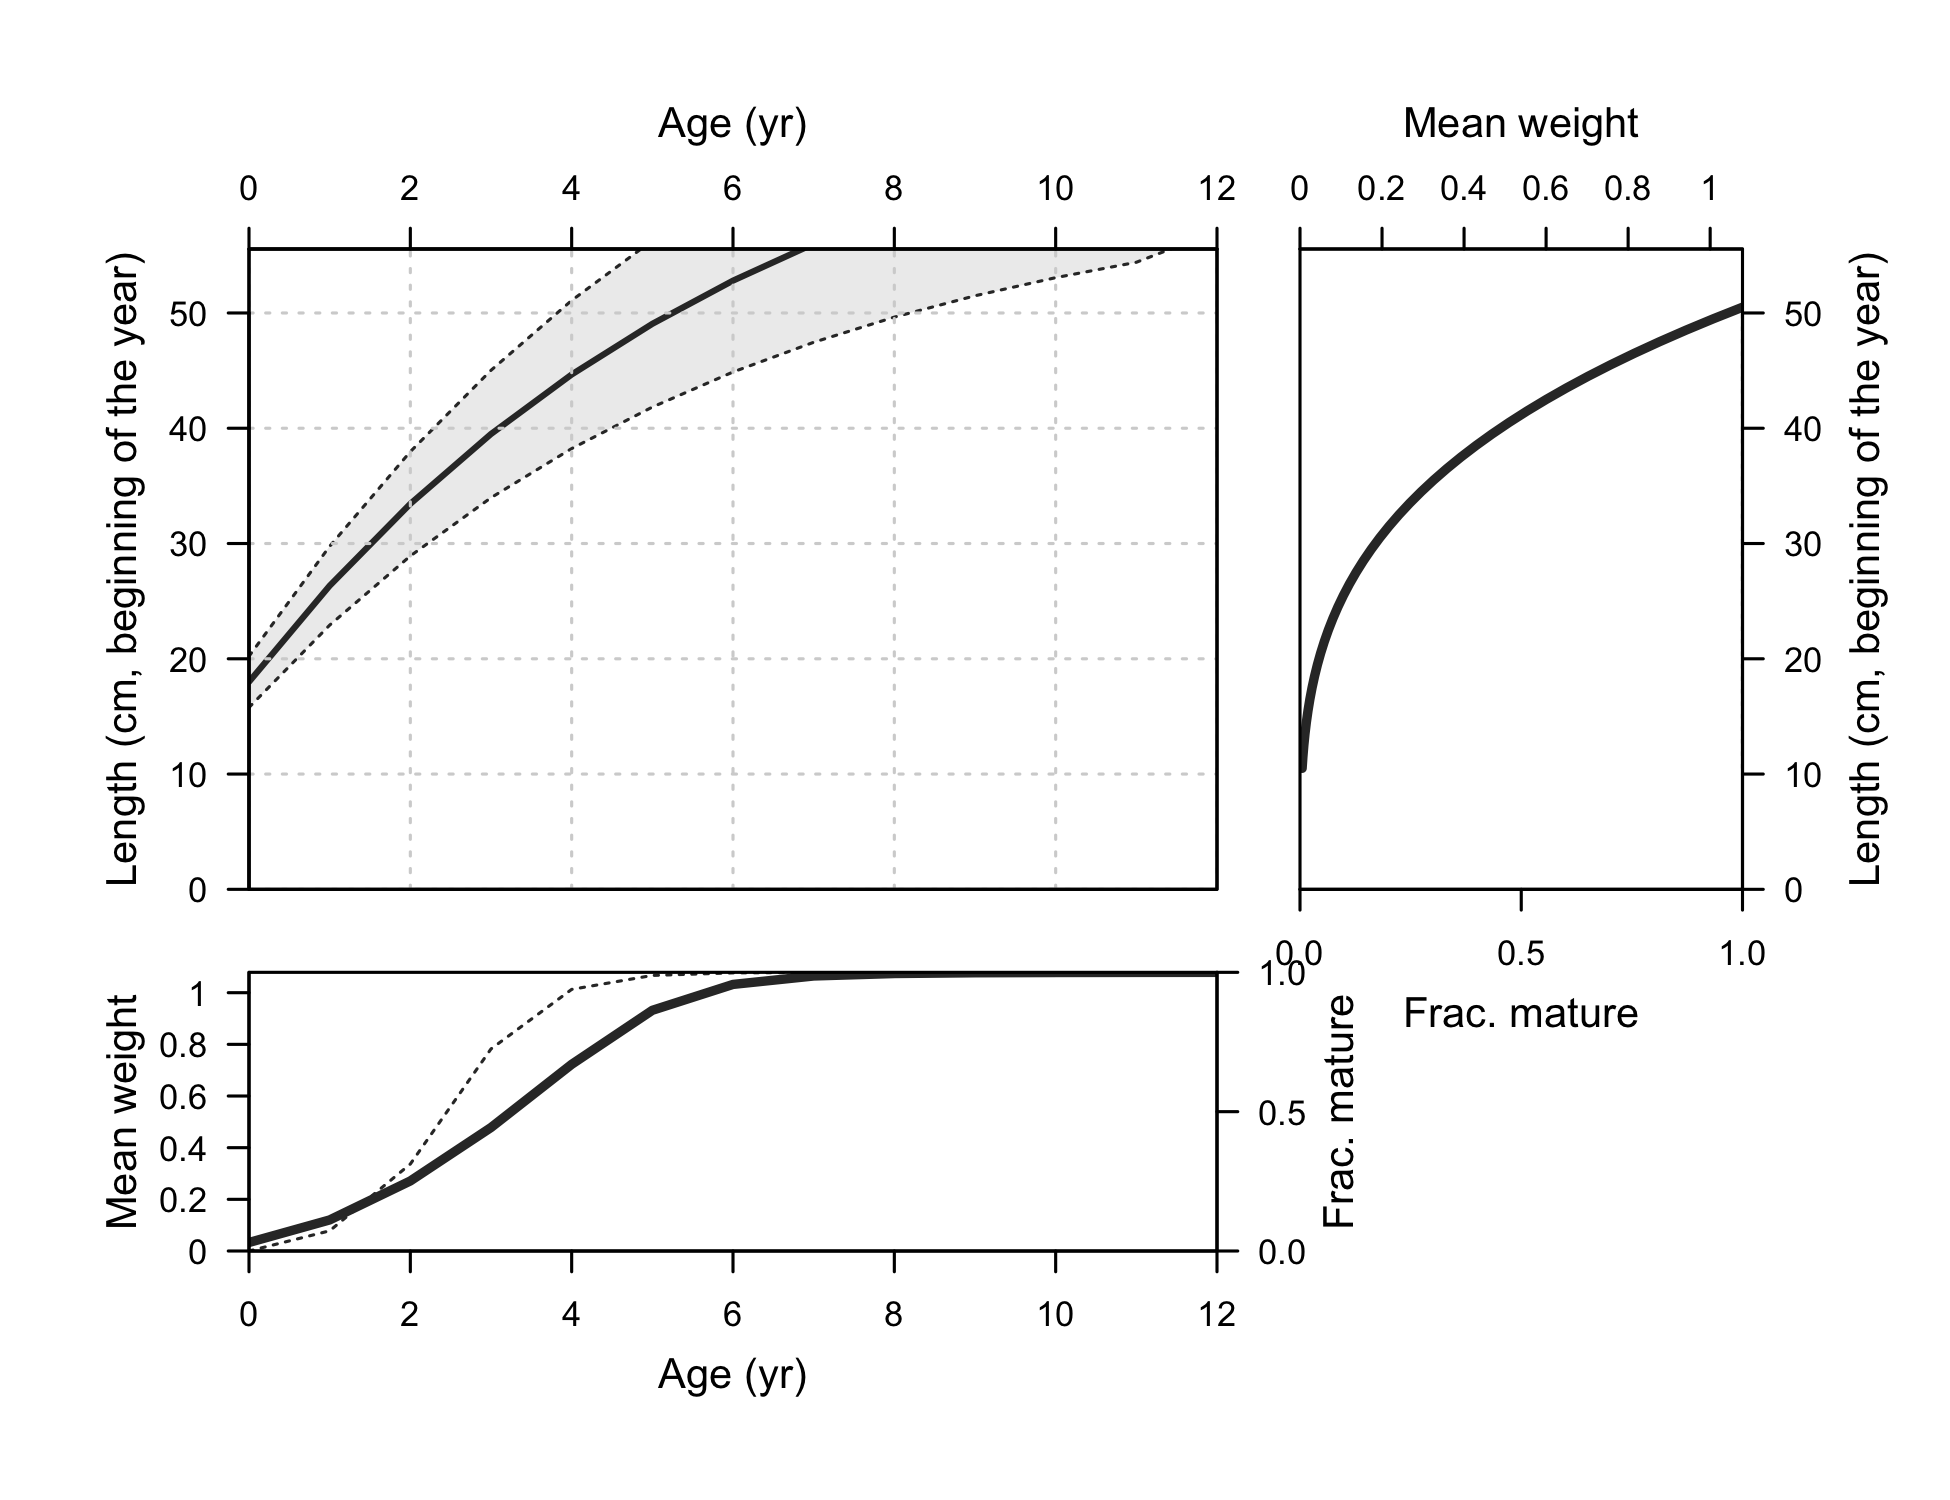 Age (yr)
0 2 4 6 8 10 12
Length (cm, beginning of the year)
50
40
30
20
10
0
Mean weight
0 0.2 0.4 0.6 0.8 1
50
40
30
20
10
0
Length (cm, beginning of the year)
0.0 0.5 1.0
Frac. mature
Mean weight
1
0.8
0.6
0.4
0.2
0
1.0
0.5
0.0
Frac. mature
0 2 4 6 8 10 12
Age (yr)